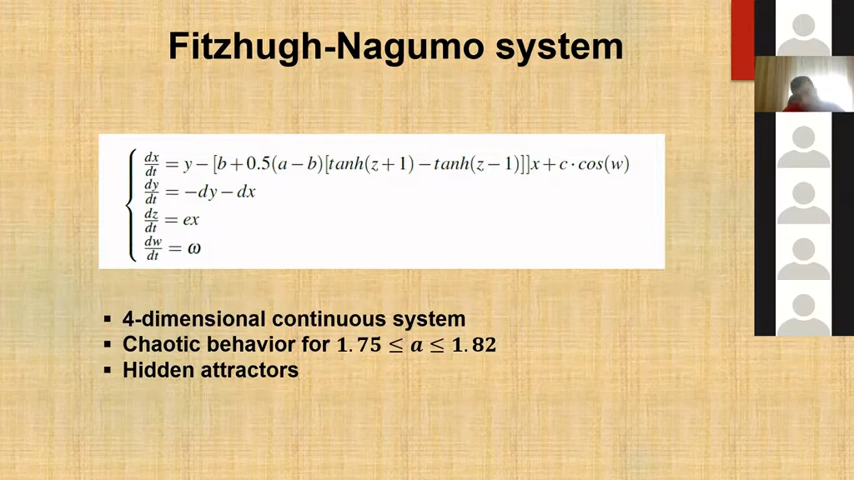 Fitzhugh-Nagumo system
dx/dt = y − [b + 0.5(a − b)[tanh(z + 1) − tanh(z − 1)]]x + c · cos(w)
dy/dt = −dy − dx
dz/dt = ex
dw/dt = ω
▪ 4-dimensional continuous system
▪ Chaotic behavior for 1.75 ≤ a ≤ 1.82
▪ Hidden attractors